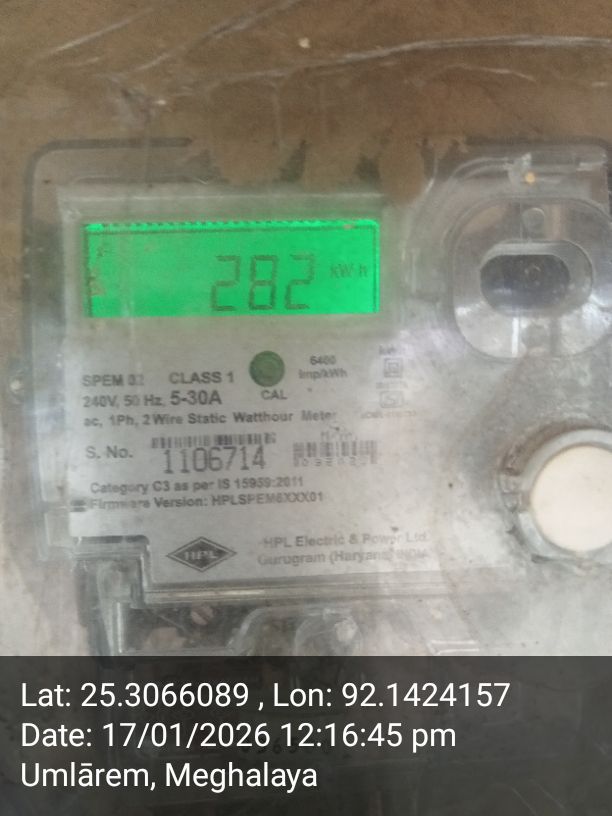 282 kW h
SPEM 02 CLASS 1
6400
imp/kWh
240V, 50 Hz, 5-30A
CAL
ac, 1Ph, 2 Wire Static Watthour Meter
S. No. 1106714
Category C3 as per IS 15959:2011
Firmware Version: HPLSPEM6XXX01
HPL
HPL Electric & Power Ltd.
Gurugram (Haryana) INDIA
Lat: 25.3066089 , Lon: 92.1424157
Date: 17/01/2026 12:16:45 pm
Umlārem, Meghalaya